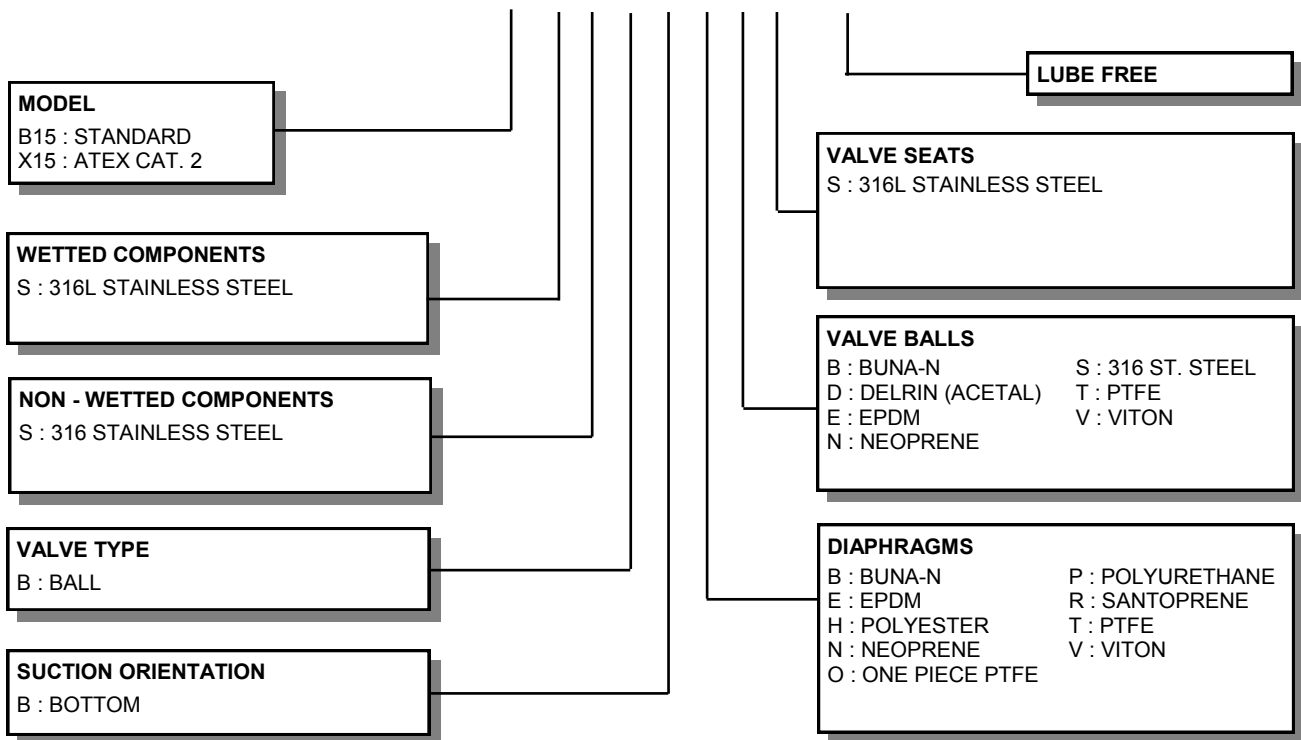 MODEL
B15 : STANDARD
X15 : ATEX CAT. 2
WETTED COMPONENTS
S : 316L STAINLESS STEEL
NON - WETTED COMPONENTS
S : 316 STAINLESS STEEL
VALVE TYPE
B : BALL
SUCTION ORIENTATION
B : BOTTOM
LUBE FREE
VALVE SEATS
S : 316L STAINLESS STEEL
VALVE BALLS
B : BUNA-N S : 316 ST. STEEL
D : DELRIN (ACETAL) T : PTFE
E : EPDM V : VITON
N : NEOPRENE
DIAPHRAGMS
B : BUNA-N P : POLYURETHANE
E : EPDM R : SANTOPRENE
H : POLYESTER T : PTFE
N : NEOPRENE V : VITON
O : ONE PIECE PTFE